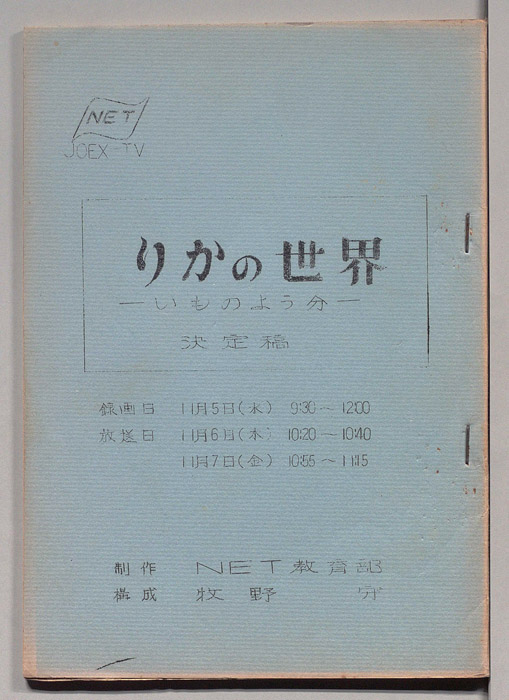 NET
JOEX-TV
りかの世界
―いものよう分―
決定稿
録画日 11月5日(水) 9:30~12:00
放送日 11月6日(木) 10:20~10:40
11月7日(金) 10:55~11:15
制作 NET教育部
構成 牧野 守